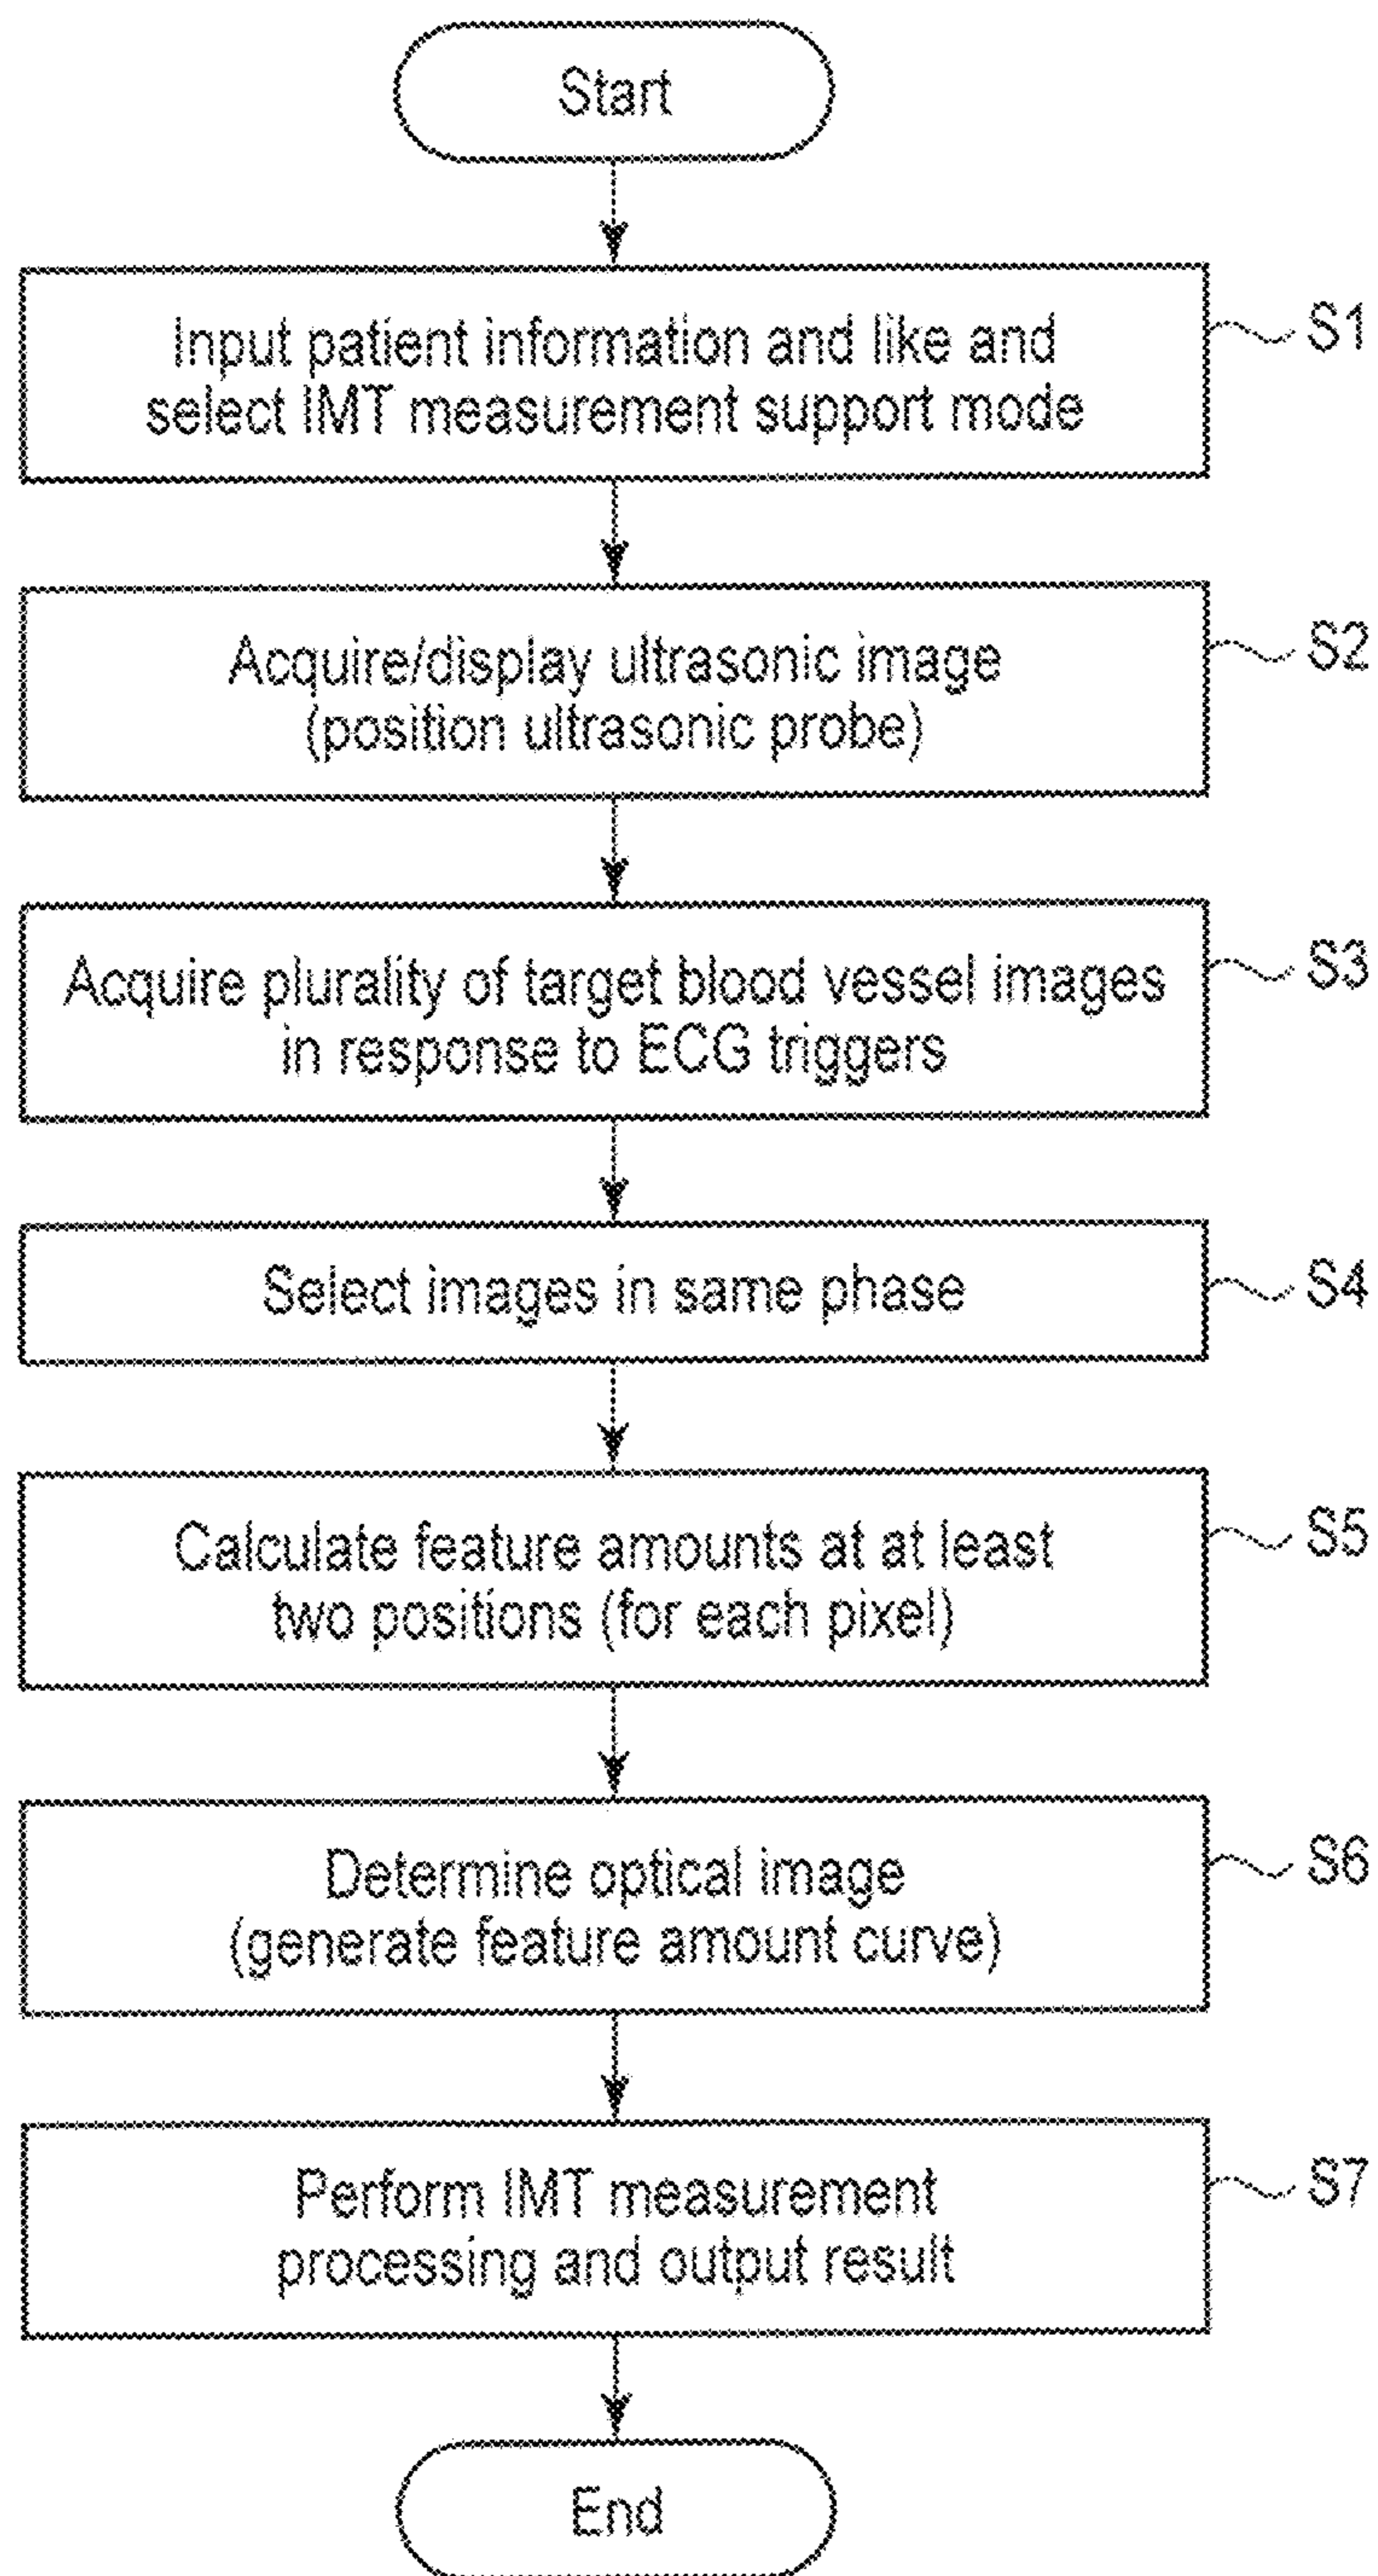 Start
Input patient information and like and
select IMT measurement support mode
S1
Acquire/display ultrasonic image
(position ultrasonic probe)
S2
Acquire plurality of target blood vessel images
in response to ECG triggers
S3
Select images in same phase
S4
Calculate feature amounts at at least
two positions (for each pixel)
S5
Determine optical image
(generate feature amount curve)
S6
Perform IMT measurement
processing and output result
S7
End